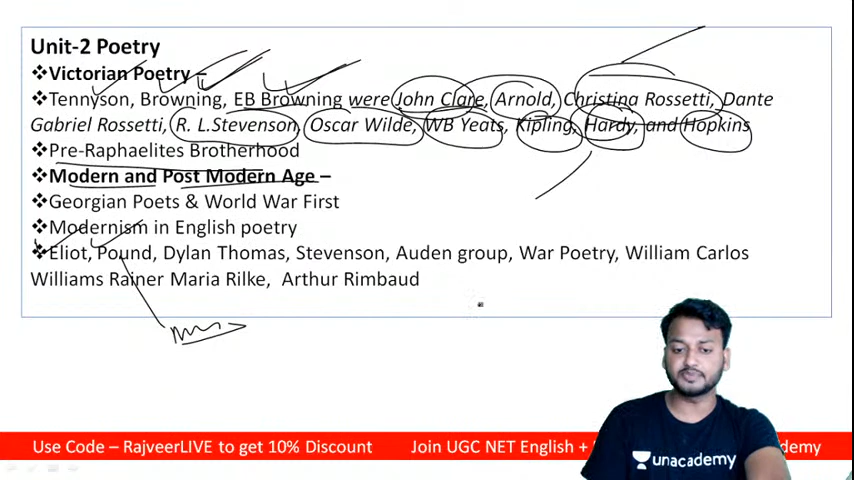 Unit-2 Poetry
❖Victorian Poetry –
❖Tennyson, Browning, EB Browning were John Clare, Arnold, Christina Rossetti, Dante
Gabriel Rossetti, R. L.Stevenson, Oscar Wilde, WB Yeats, Kipling, Hardy, and Hopkins
❖Pre-Raphaelites Brotherhood
❖Modern and Post Modern Age –
❖Georgian Poets & World War First
❖Modernism in English poetry
❖Eliot, Pound, Dylan Thomas, Stevenson, Auden group, War Poetry, William Carlos
Williams Rainer Maria Rilke, Arthur Rimbaud
Use Code – RajveerLIVE to get 10% Discount Join UGC NET English +
unacademy